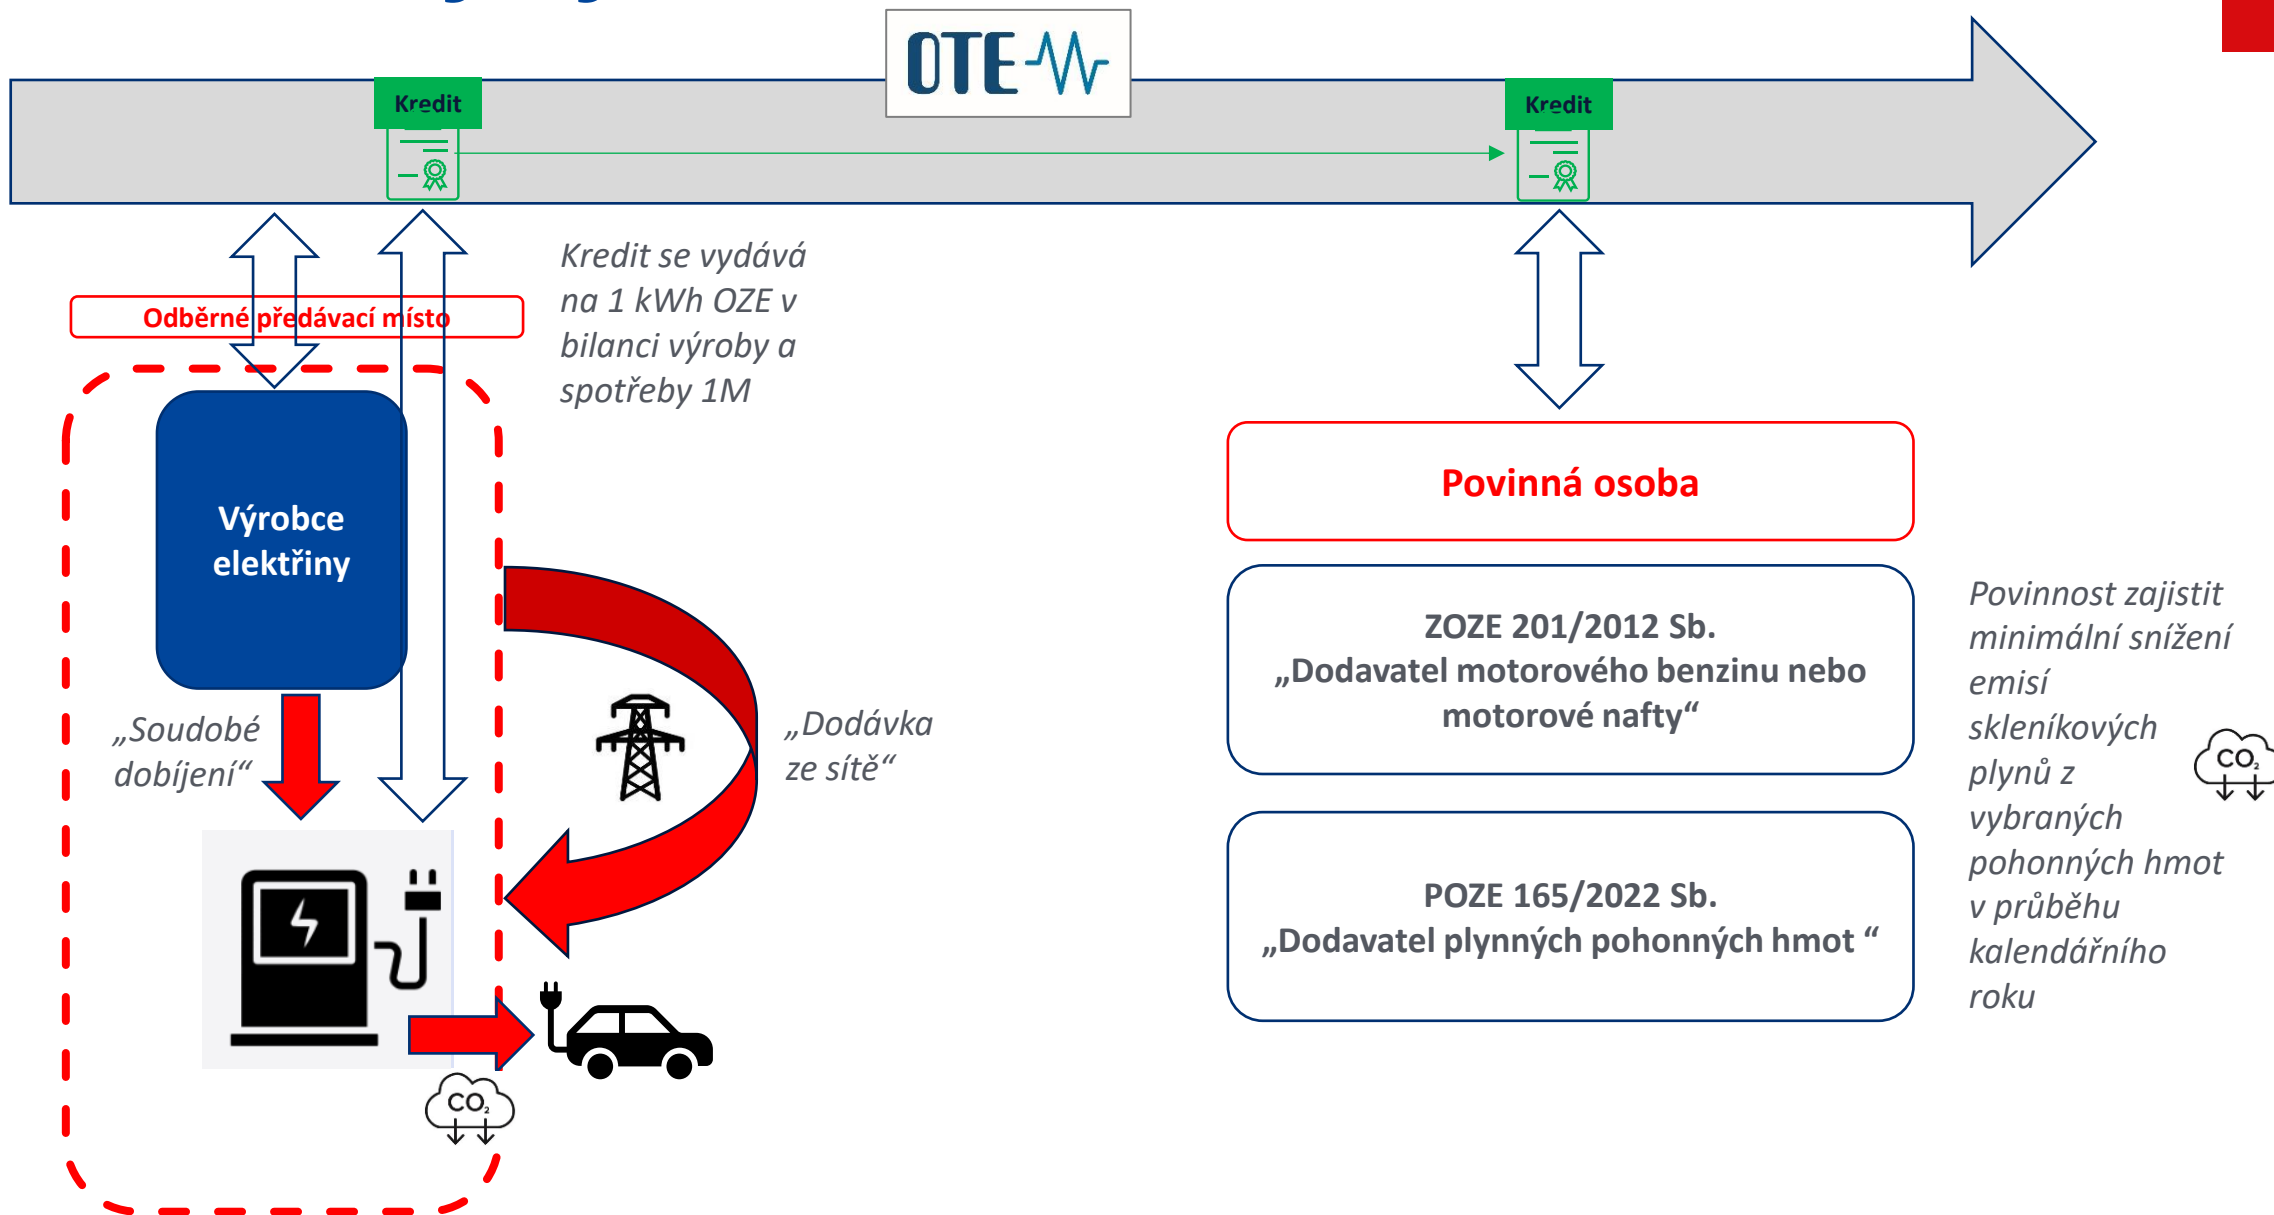 OTE
Kredit
Kredit
Odběrné předávací místo
Kredit se vydává
na 1 kWh OZE v
bilanci výroby a
spotřeby 1M
Výrobce
elektřiny
„Soudobé
dobíjení“
„Dodávka
ze sítě“
CO₂
Povinná osoba
ZOZE 201/2012 Sb.
„Dodavatel motorového benzinu nebo
motorové nafty“
POZE 165/2022 Sb.
„Dodavatel plynných pohonných hmot “
Povinnost zajistit
minimální snížení
emisí
skleníkových
plynů z
vybraných
pohonných hmot
v průběhu
kalendářního
roku
CO₂